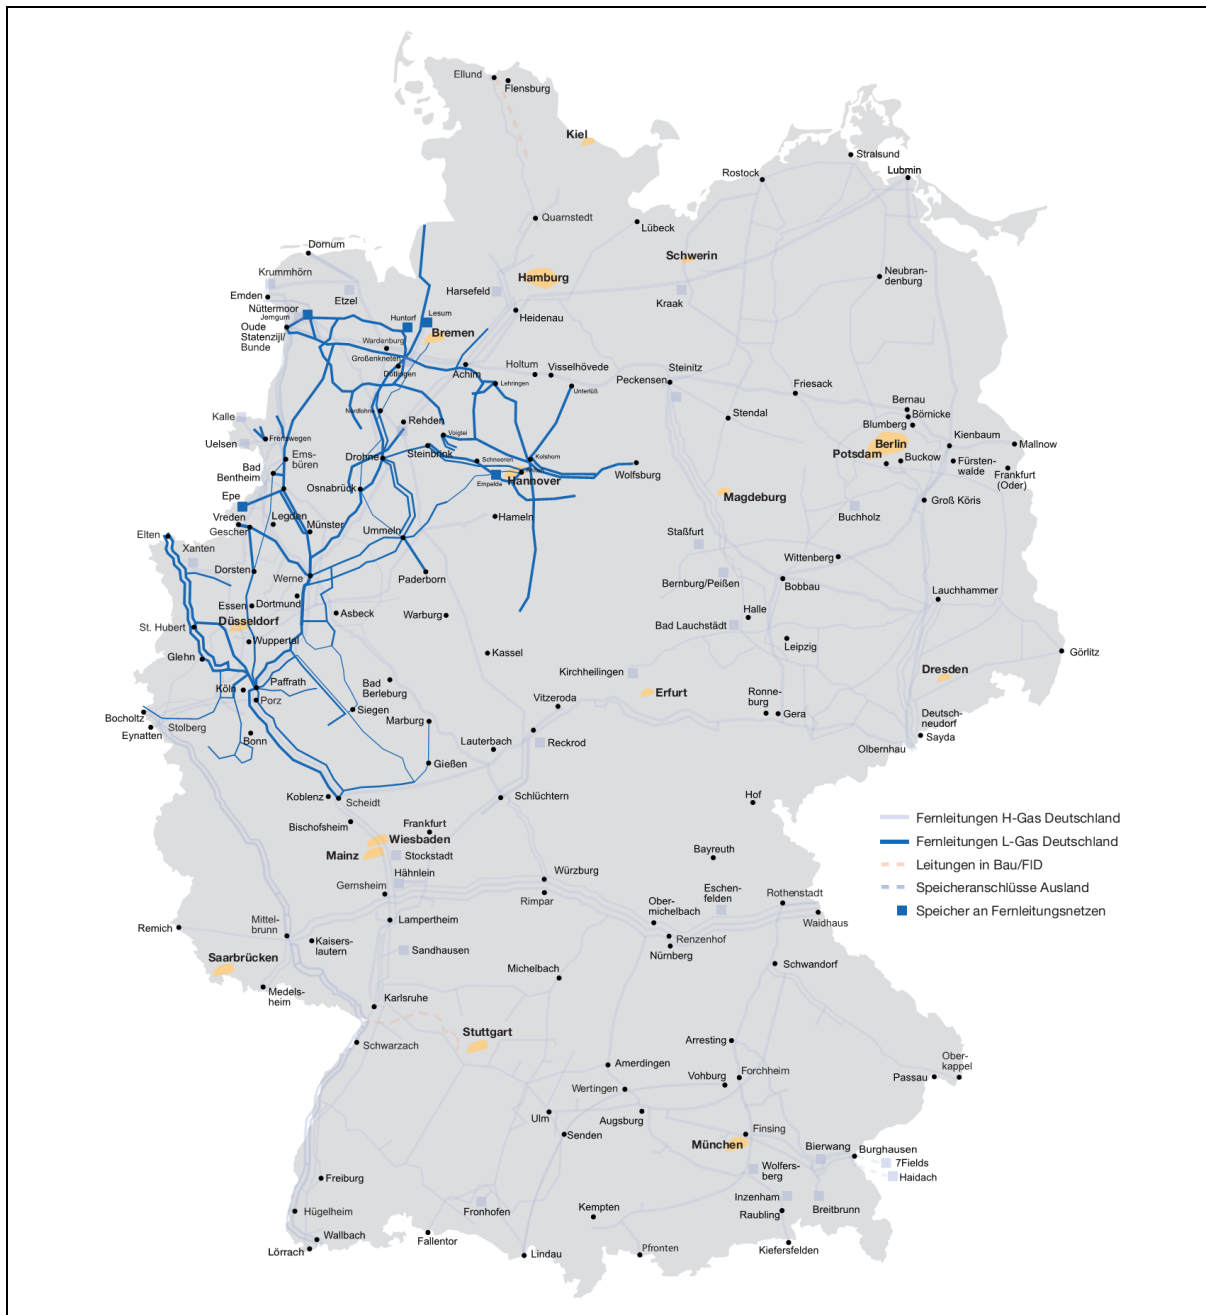 Ellund
Flensburg
Kiel
Stralsund
Lubmin
Rostock
Quarnstedt
Lübeck
Dornum
Schwerin
Krummhörn
Hamburg
Neubran-
denburg
Emden
Etzel
Harsefeld
Kraak
Nüttermoor
Jemgum
Huntorf
Lesum
Heidenau
Oude
Statenzijl/
Bunde
Bremen
Wardenburg
Großenkneten
Dötlingen
Achim
Holtum
Visselhövede
Steinitz
Peckensen
Lehringen
Unterlüß
Friesack
Bernau
Börnicke
Blumberg
Nordlohne
Kalle
Rehden
Stendal
Uelsen
Frenswegen
Voigtei
Berlin
Kienbaum
Mallnow
Ems-
büren
Drohne
Steinbrink
Schneeren
Kolshorn
Potsdam
Buckow
Fürsten-
walde
Frankfurt
(Oder)
Bad
Bentheim
Osnabrück
Empelde
Hannover
Wolfsburg
Epe
Magdeburg
Groß Köris
Vreden
Legden
Hameln
Buchholz
Gescher
Münster
Ummeln
Elten
Xanten
Staßfurt
Wittenberg
Dorsten
Werne
Paderborn
Bernburg/Peißen
Bobbau
Essen
Dortmund
Asbeck
Warburg
Halle
Lauchhammer
St. Hubert
Düsseldorf
Bad Lauchstädt
Wuppertal
Leipzig
Glehn
Kassel
Görlitz
Köln
Paffrath
Bad
Berleburg
Kirchheilingen
Dresden
Porz
Vitzeroda
Erfurt
Ronne-
burg
Gera
Bocholtz
Siegen
Marburg
Deutsch-
neudorf
Eynatten
Stolberg
Bonn
Lauterbach
Reckrod
Olbernhau
Sayda
Gießen
Koblenz
Scheidt
Schlüchtern
Hof
Bischofsheim
Frankfurt
Wiesbaden
Mainz
Stockstadt
Bayreuth
Fernleitungen H-Gas Deutschland
Fernleitungen L-Gas Deutschland
Leitungen in Bau/FID
Speicheranschlüsse Ausland
Speicher an Fernleitungsnetzen
Hähnlein
Würzburg
Gernsheim
Rimpar
Eschen-
felden
Rothenstadt
Ober-
michelbach
Waidhaus
Remich
Mittel-
brunn
Lampertheim
Kaisers-
lautern
Renzenhof
Nürnberg
Sandhausen
Saarbrücken
Michelbach
Schwandorf
Medels-
heim
Karlsruhe
Schwarzach
Stuttgart
Arresting
Amerdingen
Ober-
kappel
Vohburg
Forchheim
Passau
Wertingen
Ulm
Augsburg
Senden
Finsing
München
Bierwang
Burghausen
7Fields
Haidach
Wolfers-
berg
Freiburg
Inzenham
Breitbrunn
Hügelheim
Fronhofen
Kempten
Raubling
Wallbach
Lörrach
Fallentor
Lindau
Pfronten
Kiefersfelden